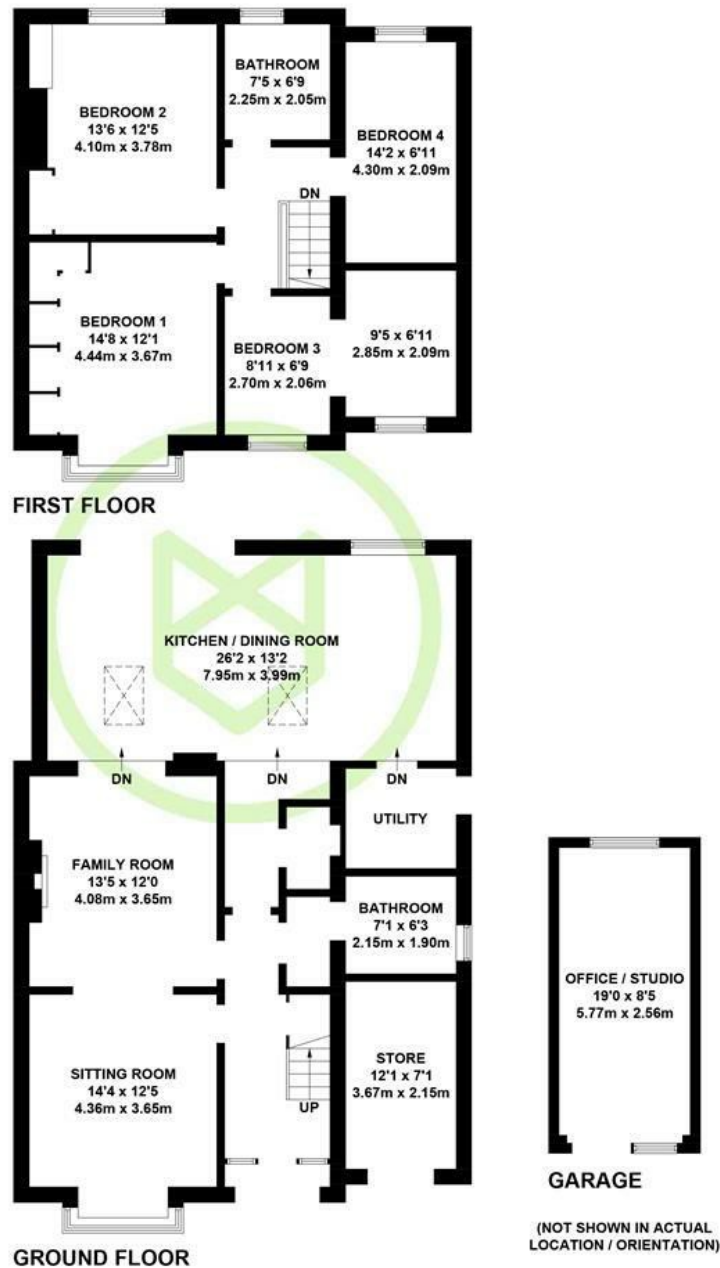 BATHROOM
7'5 x 6'9
2.25m x 2.05m
BEDROOM 2
13'6 x 12'5
4.10m x 3.78m
BEDROOM 4
14'2 x 6'11
4.30m x 2.09m
DN
BEDROOM 1
14'8 x 12'1
4.44m x 3.67m
BEDROOM 3
8'11 x 6'9
2.70m x 2.06m
9'5 x 6'11
2.85m x 2.09m
FIRST FLOOR
KITCHEN / DINING ROOM
26'2 x 13'2
7.95m x 3.99m
DN
DN
DN
UTILITY
FAMILY ROOM
13'5 x 12'0
4.08m x 3.65m
BATHROOM
7'1 x 6'3
2.15m x 1.90m
SITTING ROOM
14'4 x 12'5
4.36m x 3.65m
UP
STORE
12'1 x 7'1
3.67m x 2.15m
GROUND FLOOR
OFFICE / STUDIO
19'0 x 8'5
5.77m x 2.56m
GARAGE
(NOT SHOWN IN ACTUAL
LOCATION / ORIENTATION)